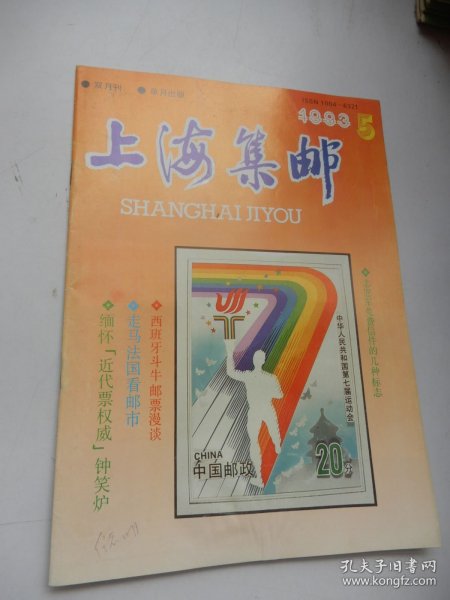 ● 双月刊 ● 单月出版
ISSN 1004-4321
1993 5
上海集邮
SHANGHAI JIYOU
西班牙斗牛邮票漫谈
走马法国看邮市
缅怀「近代票权威」钟笑炉
中华人民共和国第七届运动会
CHINA
中国邮政
20分
孔夫子旧书网
www.kongfz.com